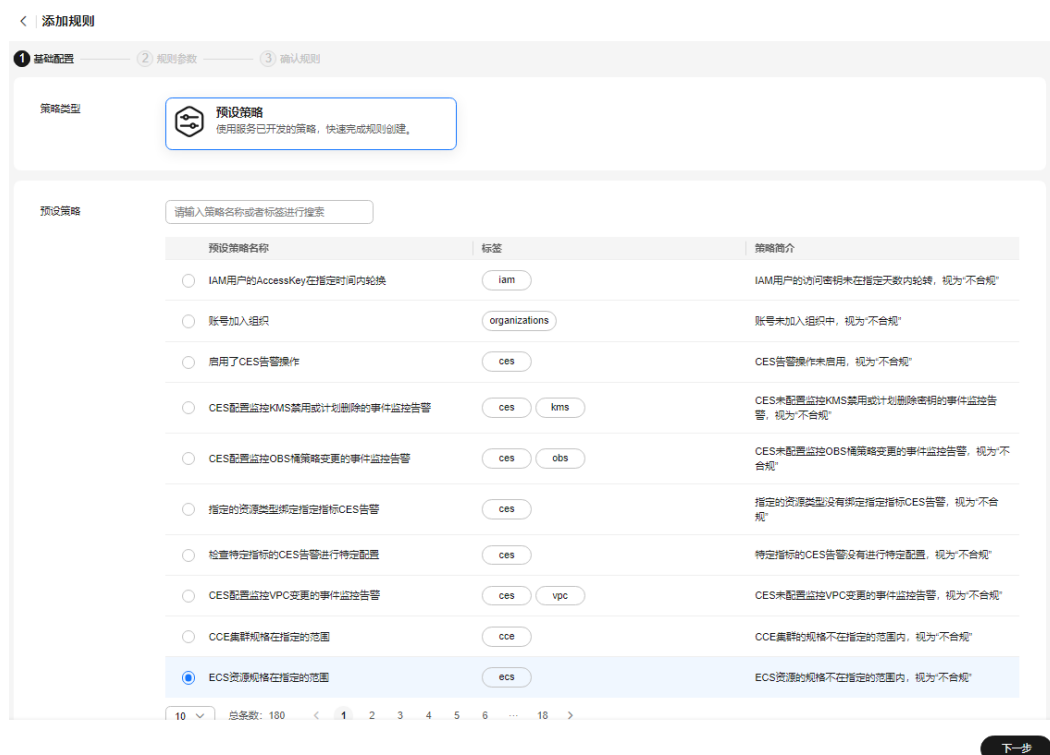 添加规则
1 基础配置 2 规则参数 3 确认规则
策略类型
预设策略
使用服务已开发的策略，快速完成规则创建。
预设策略
请输入策略名称或者标签进行搜索
预设策略名称 标签 策略简介
IAM用户的AccessKey在指定时间内轮换 iam IAM用户的访问密钥未在指定天数内轮转，视为“不合规”
账号加入组织 organizations 账号未加入组织中，视为“不合规”
启用了CES告警操作 ces CES告警操作未启用，视为“不合规”
CES配置监控KMS禁用或计划删除的事件监控告警 ces kms CES未配置监控KMS禁用或计划删除密钥的事件监控告
警，视为“不合规”
CES配置监控OBS桶策略变更的事件监控告警 ces obs CES未配置监控OBS桶策略变更的事件监控告警，视为“不
合规”
指定的资源类型绑定指定指标CES告警 ces 指定的资源类型没有绑定指定指标CES告警，视为“不合
规”
检查特定指标的CES告警进行特定配置 ces 特定指标的CES告警没有进行特定配置，视为“不合规”
CES配置监控VPC变更的事件监控告警 ces vpc CES未配置监控VPC变更的事件监控告警，视为“不合规”
CCE集群规格在指定的范围 cce CCE集群的规格不在指定的范围内，视为“不合规”
ECS资源规格在指定的范围 ecs ECS资源的规格不在指定的范围内，视为“不合规”
10 总条数：180 < 1 2 3 4 5 6 ··· 18 >
下一步